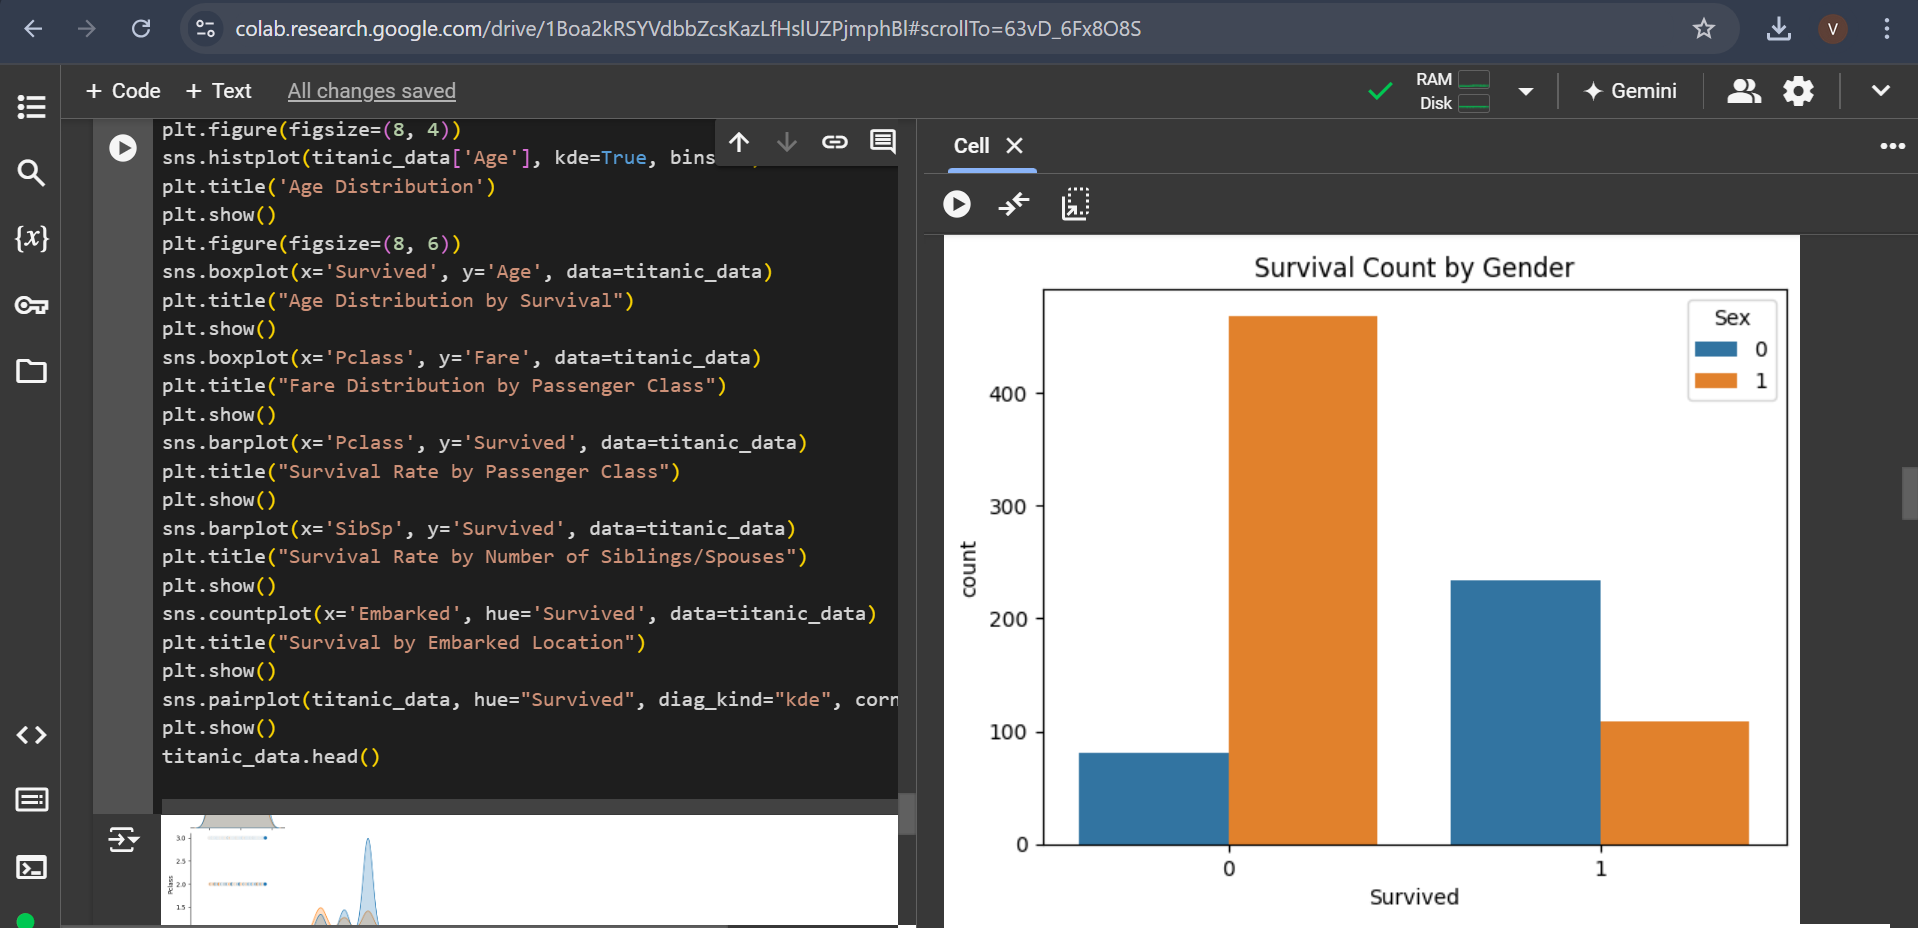 colab.research.google.com/drive/1Boa2kRSYVdbbZcsKazLfHslUZPjmphBl#scrollTo=63vD_6Fx8O8S
V
+ Code + Text All changes saved
RAM
Disk
Gemini
plt.figure(figsize=(8, 4))
sns.histplot(titanic_data['Age'], kde=True, bins
plt.title('Age Distribution')
plt.show()
plt.figure(figsize=(8, 6))
sns.boxplot(x='Survived', y='Age', data=titanic_data)
plt.title("Age Distribution by Survival")
plt.show()
sns.boxplot(x='Pclass', y='Fare', data=titanic_data)
plt.title("Fare Distribution by Passenger Class")
plt.show()
sns.barplot(x='Pclass', y='Survived', data=titanic_data)
plt.title("Survival Rate by Passenger Class")
plt.show()
sns.barplot(x='SibSp', y='Survived', data=titanic_data)
plt.title("Survival Rate by Number of Siblings/Spouses")
plt.show()
sns.countplot(x='Embarked', hue='Survived', data=titanic_data)
plt.title("Survival by Embarked Location")
plt.show()
sns.pairplot(titanic_data, hue="Survived", diag_kind="kde", corn
plt.show()
titanic_data.head()
3.0
2.5
2.0
1.5
Pclass
Cell
Survival Count by Gender
Sex
0
1
400
300
200
100
0
count
0 1
Survived